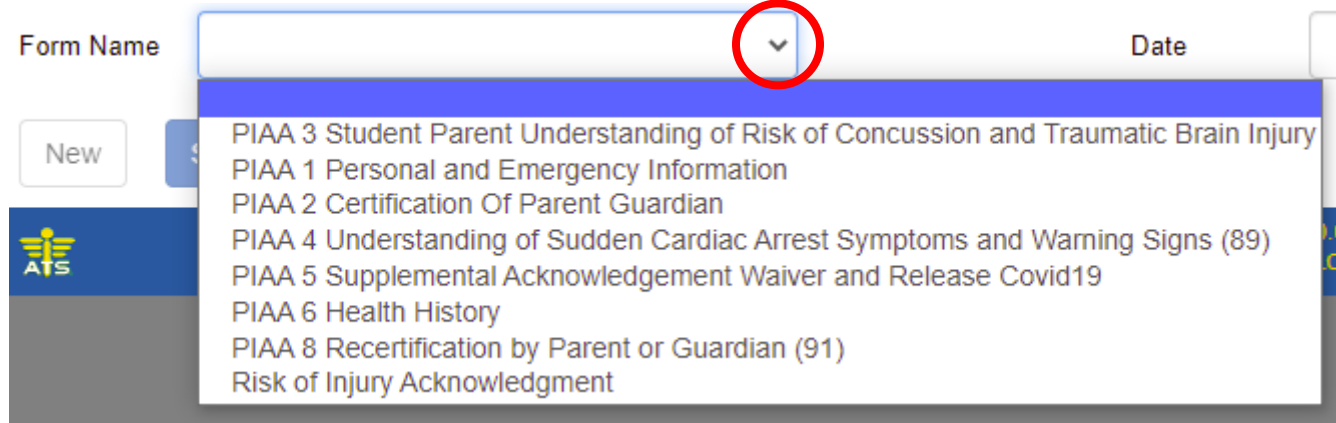 Form Name
Date
New
PIAA 3 Student Parent Understanding of Risk of Concussion and Traumatic Brain Injury
PIAA 1 Personal and Emergency Information
PIAA 2 Certification Of Parent Guardian
PIAA 4 Understanding of Sudden Cardiac Arrest Symptoms and Warning Signs (89)
PIAA 5 Supplemental Acknowledgement Waiver and Release Covid19
PIAA 6 Health History
PIAA 8 Recertification by Parent or Guardian (91)
Risk of Injury Acknowledgment
ATS